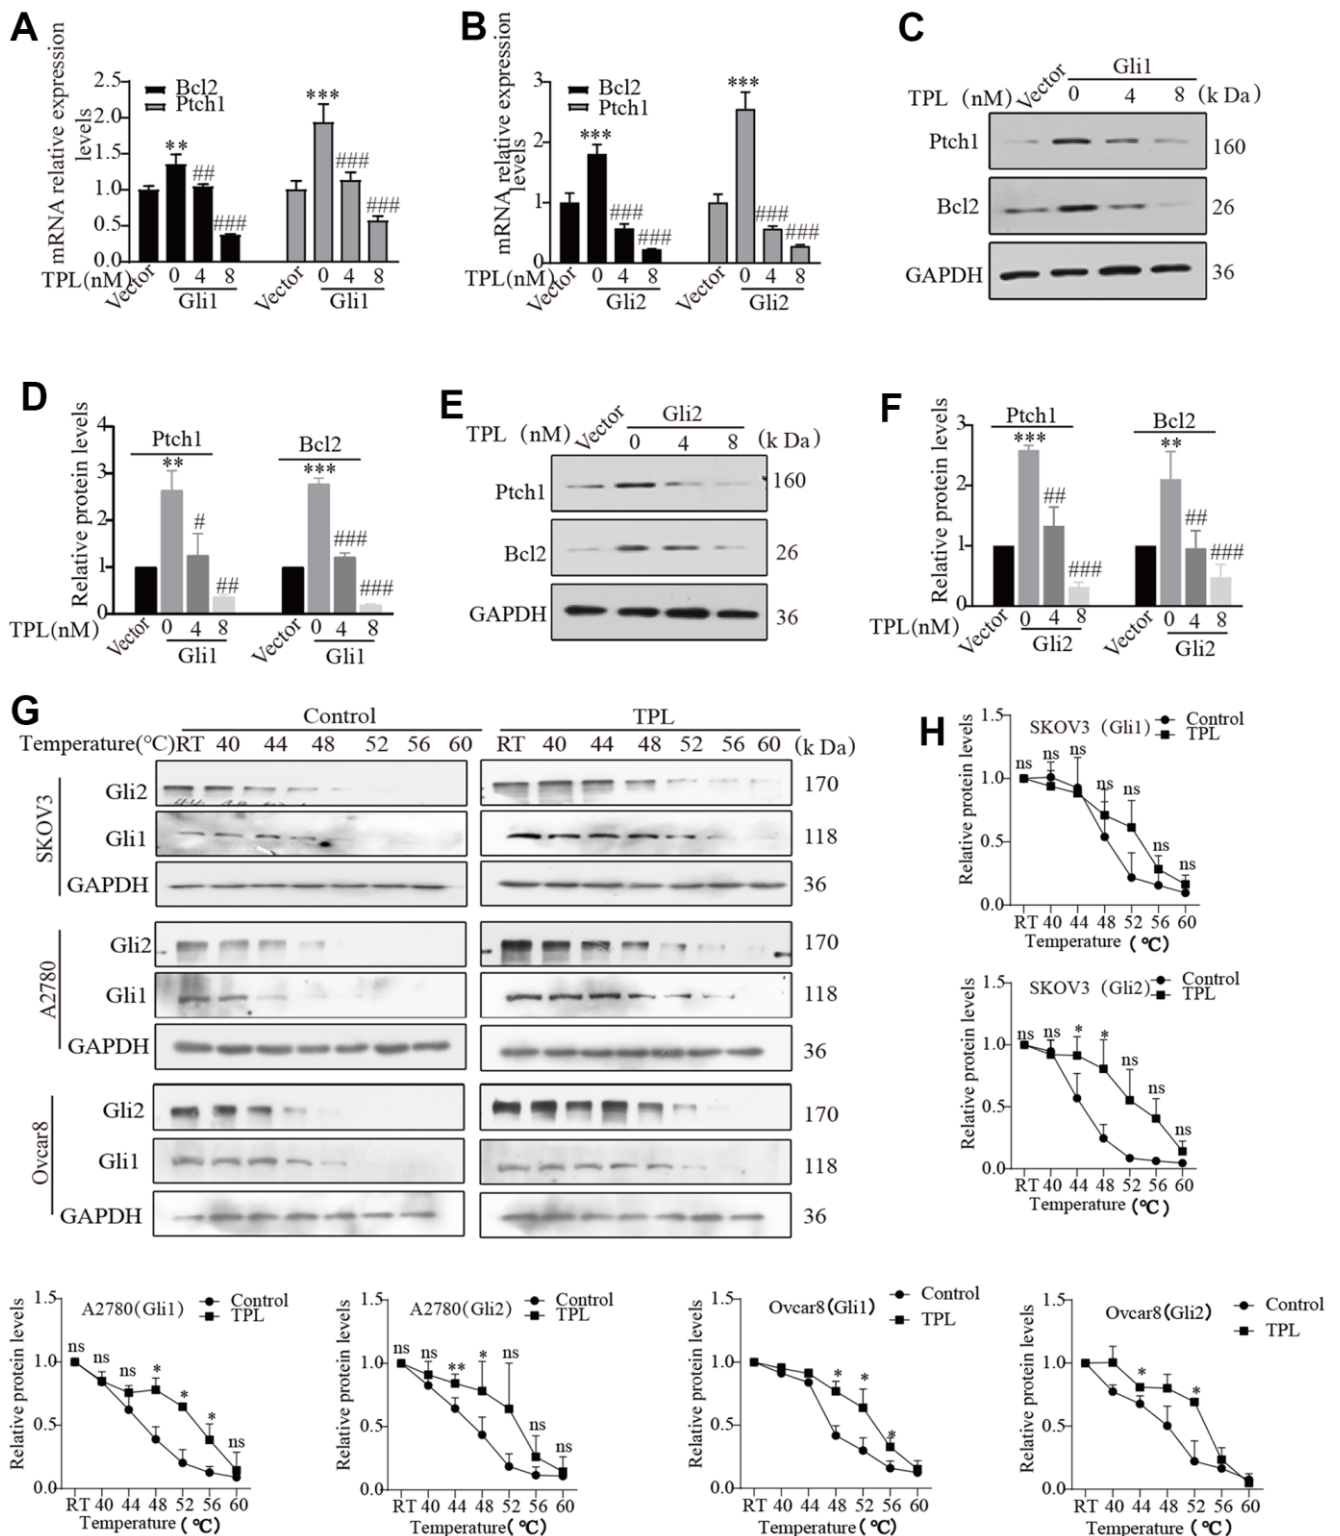 A
mRNA relative expression
levels
2.5
2.0
1.5
1.0
0.5
0.0
Bcl2
Ptch1
**
##
###
***
###
###
TPL(nM)
Vector
0 4 8
Gli1
Vector
0 4 8
Gli1
B
mRNA relative expression
levels
3
2
1
0
Bcl2
Ptch1
***
###
###
***
###
###
TPL(nM)
Vector
0 4 8
Gli2
Vector
0 4 8
Gli2
C
Gli1
TPL (nM) Vector 0 4 8 (k Da)
Ptch1 160
Bcl2 26
GAPDH 36
D
Relative protein levels
4
3
2
1
0
Ptch1
**
#
##
Bcl2
***
###
###
TPL(nM)
Vector
0 4 8
Gli1
Vector
0 4 8
Gli1
E
Gli2
TPL (nM) Vector 0 4 8 (k Da)
Ptch1 160
Bcl2 26
GAPDH 36
F
Relative protein levels
3
2
1
0
Ptch1
***
##
###
Bcl2
**
##
###
TPL(nM)
Vector
0 4 8
Gli2
Vector
0 4 8
Gli2
G
Control TPL
Temperature(°C) RT 40 44 48 52 56 60 RT 40 44 48 52 56 60 (k Da)
SKOV3
Gli2 170
Gli1 118
GAPDH 36
A2780
Gli2 170
Gli1 118
GAPDH 36
Ovcar8
Gli2 170
Gli1 118
GAPDH 36
H
SKOV3 (Gli1)
Control
TPL
Relative protein levels
1.5
1.0
0.5
0.0
ns ns ns ns ns ns ns
RT 40 44 48 52 56 60
Temperature (°C)
SKOV3 (Gli2)
Control
TPL
Relative protein levels
1.5
1.0
0.5
0.0
ns ns * * ns ns ns
RT 40 44 48 52 56 60
Temperature (°C)
A2780(Gli1)
Control
TPL
Relative protein levels
1.5
1.0
0.5
0.0
ns ns ns * * * ns
RT 40 44 48 52 56 60
Temperature (°C)
A2780(Gli2)
Control
TPL
Relative protein levels
1.5
1.0
0.5
0.0
ns ns ** * ns ns ns
RT 40 44 48 52 56 60
Temperature (°C)
Ovcar8(Gli1)
Control
TPL
Relative protein levels
1.5
1.0
0.5
0.0
* * *
RT 40 44 48 52 56 60
Temperature (°C)
Ovcar8(Gli2)
Control
TPL
Relative protein levels
1.5
1.0
0.5
0.0
* *
RT 40 44 48 52 56 60
Temperature (°C)